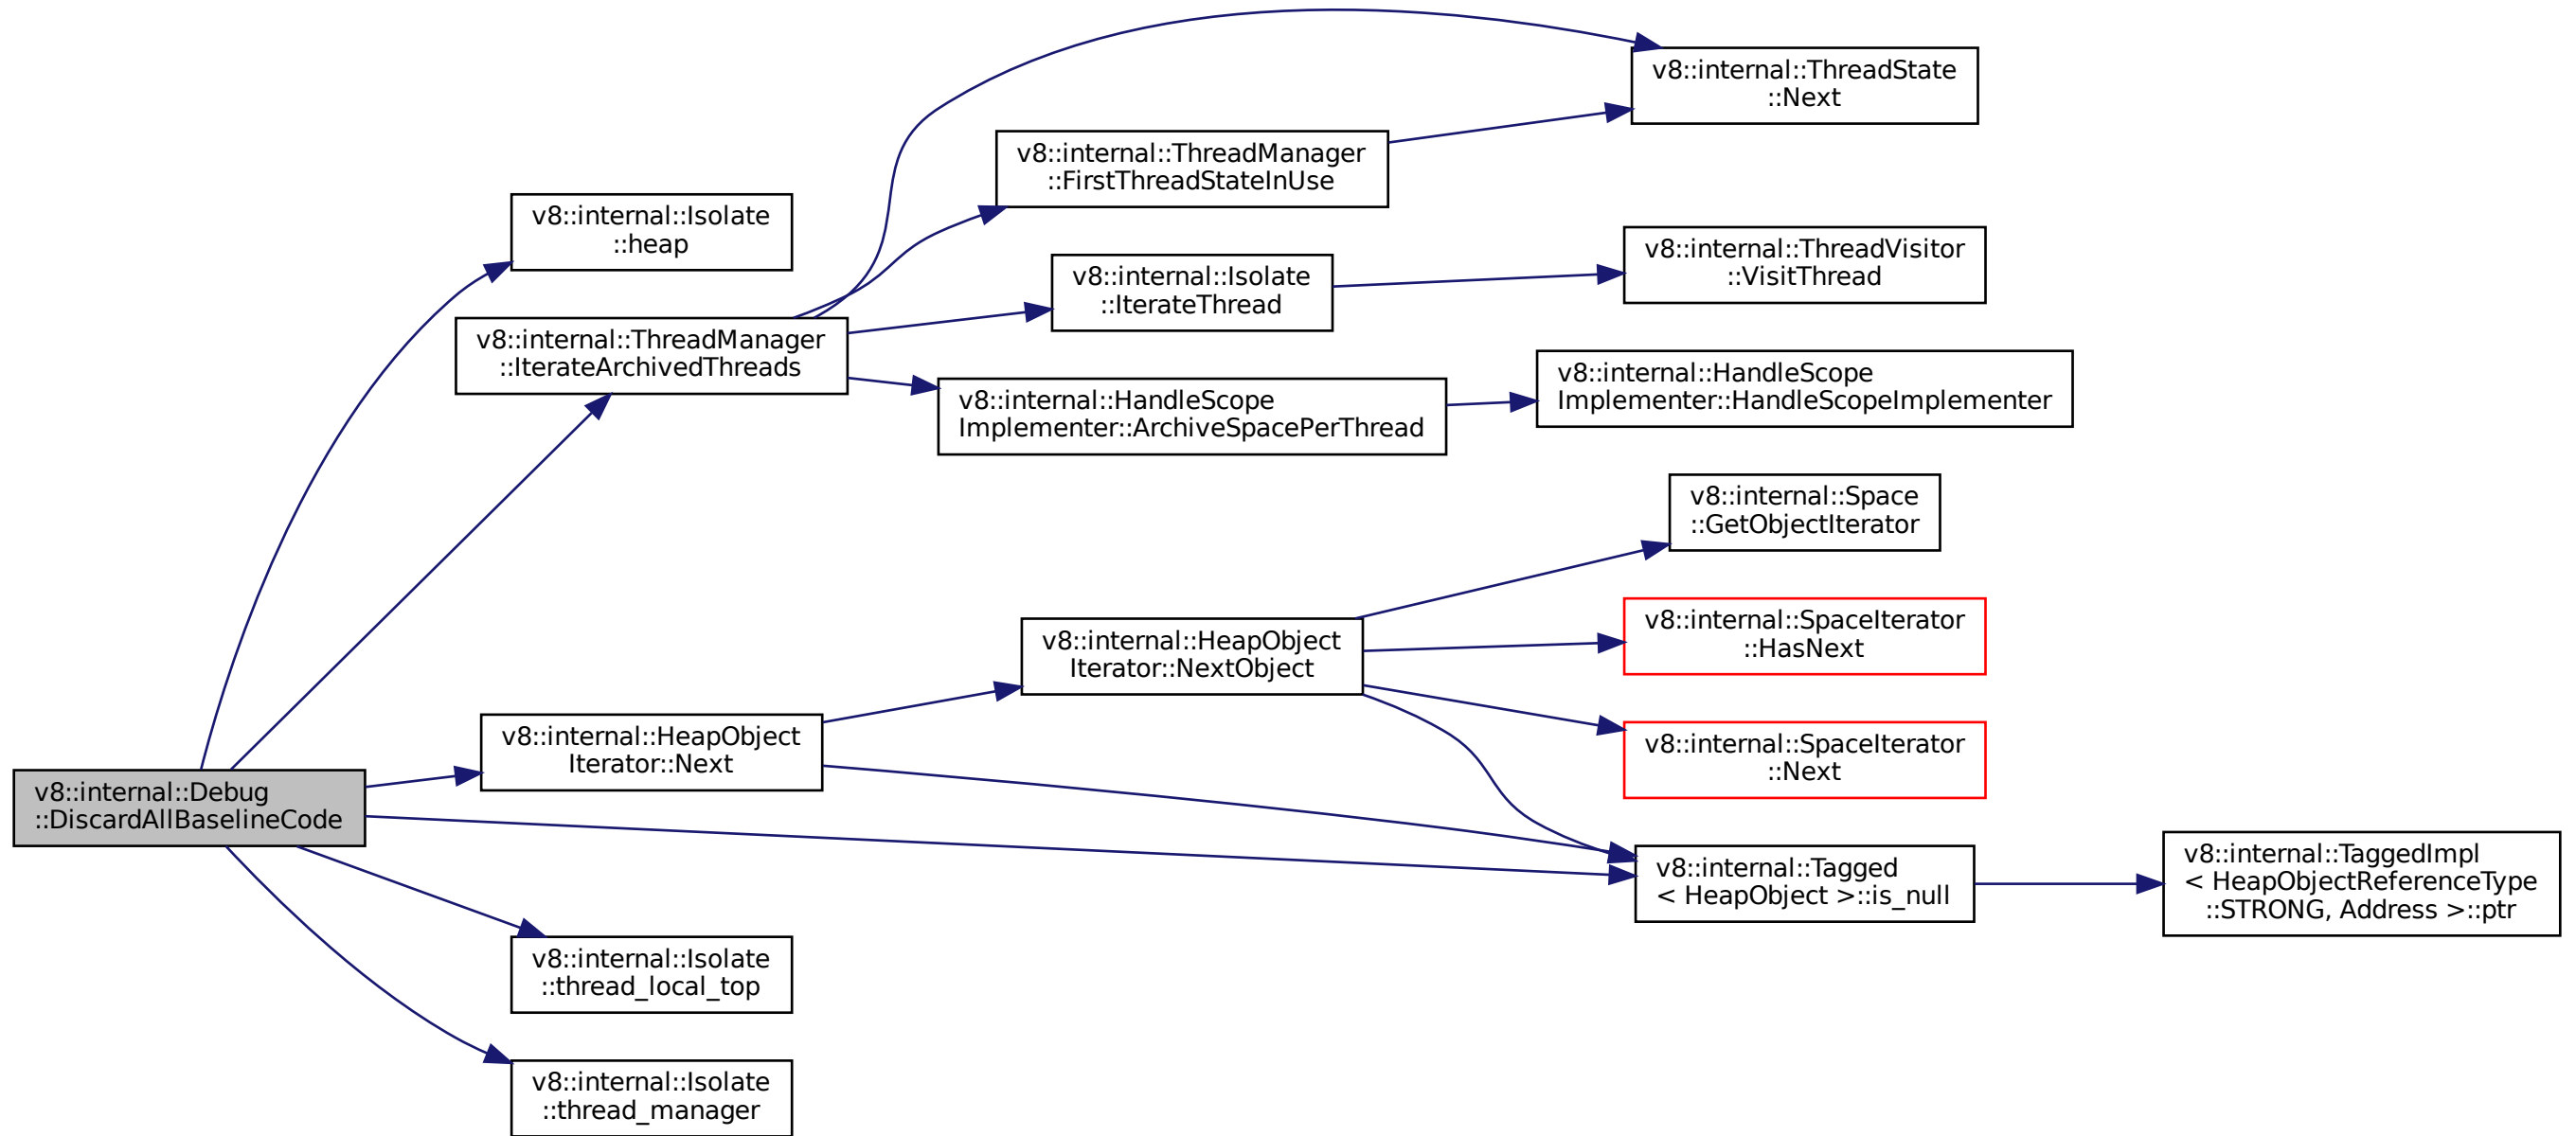 v8::internal::ThreadState
::Next
v8::internal::ThreadManager
::FirstThreadStateInUse
v8::internal::Isolate
::heap
v8::internal::ThreadVisitor
::VisitThread
v8::internal::Isolate
::IterateThread
v8::internal::ThreadManager
::IterateArchivedThreads
v8::internal::HandleScope
Implementer::HandleScopeImplementer
v8::internal::HandleScope
Implementer::ArchiveSpacePerThread
v8::internal::Space
::GetObjectIterator
v8::internal::HeapObject
Iterator::NextObject
v8::internal::SpaceIterator
::HasNext
v8::internal::HeapObject
Iterator::Next
v8::internal::SpaceIterator
::Next
v8::internal::Debug
::DiscardAllBaselineCode
v8::internal::Tagged
< HeapObject >::is_null
v8::internal::TaggedImpl
< HeapObjectReferenceType
::STRONG, Address >::ptr
v8::internal::Isolate
::thread_local_top
v8::internal::Isolate
::thread_manager